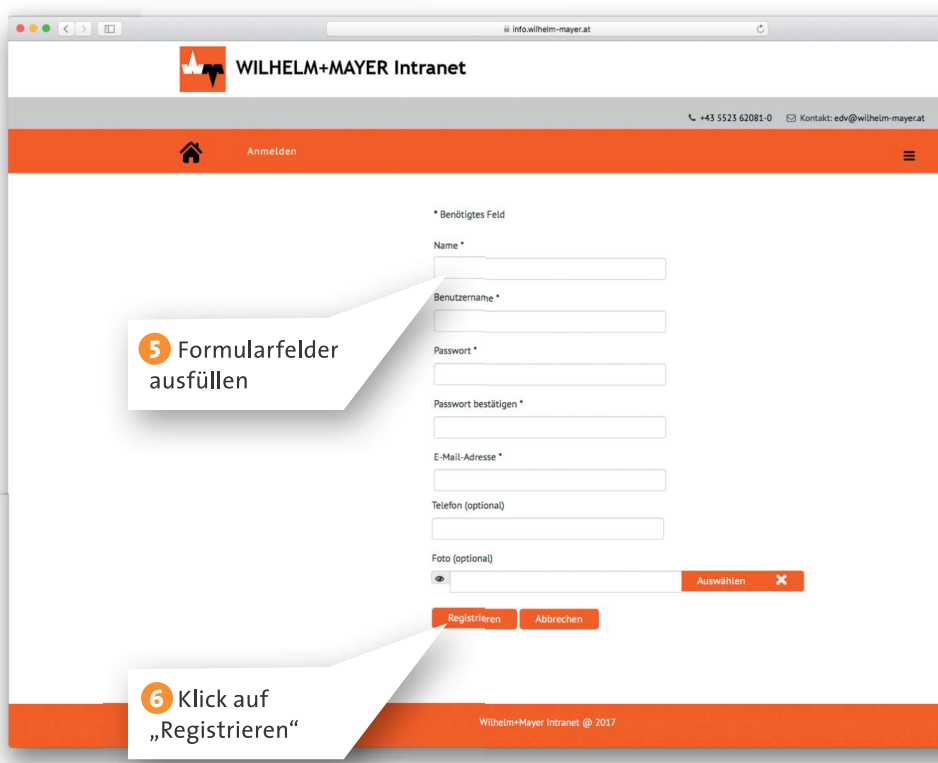 info.wilhelm-mayer.at
WILHELM+MAYER Intranet
+43 5523 62081-0 Kontakt: edv@wilhelm-mayer.at
Anmelden
* Benötigtes Feld
Name *
Benutzername *
5 Formularfelder
ausfüllen
Passwort *
Passwort bestätigen *
E-Mail-Adresse *
Telefon (optional)
Foto (optional)
Auswählen
Registrieren Abbrechen
6 Klick auf
„Registrieren“
Wilhelm+Mayer Intranet @ 2017